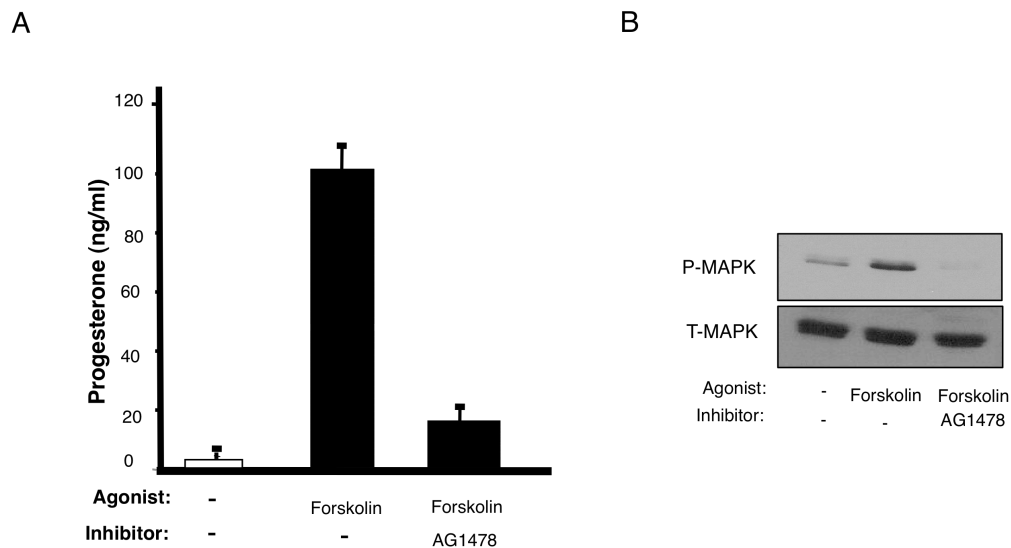 A
B
120
100
80
60
40
20
0
Progesterone (ng/ml)
Agonist: - Forskolin Forskolin
Inhibitor: - - AG1478
P-MAPK
T-MAPK
Agonist: - Forskolin Forskolin
Inhibitor: - - AG1478